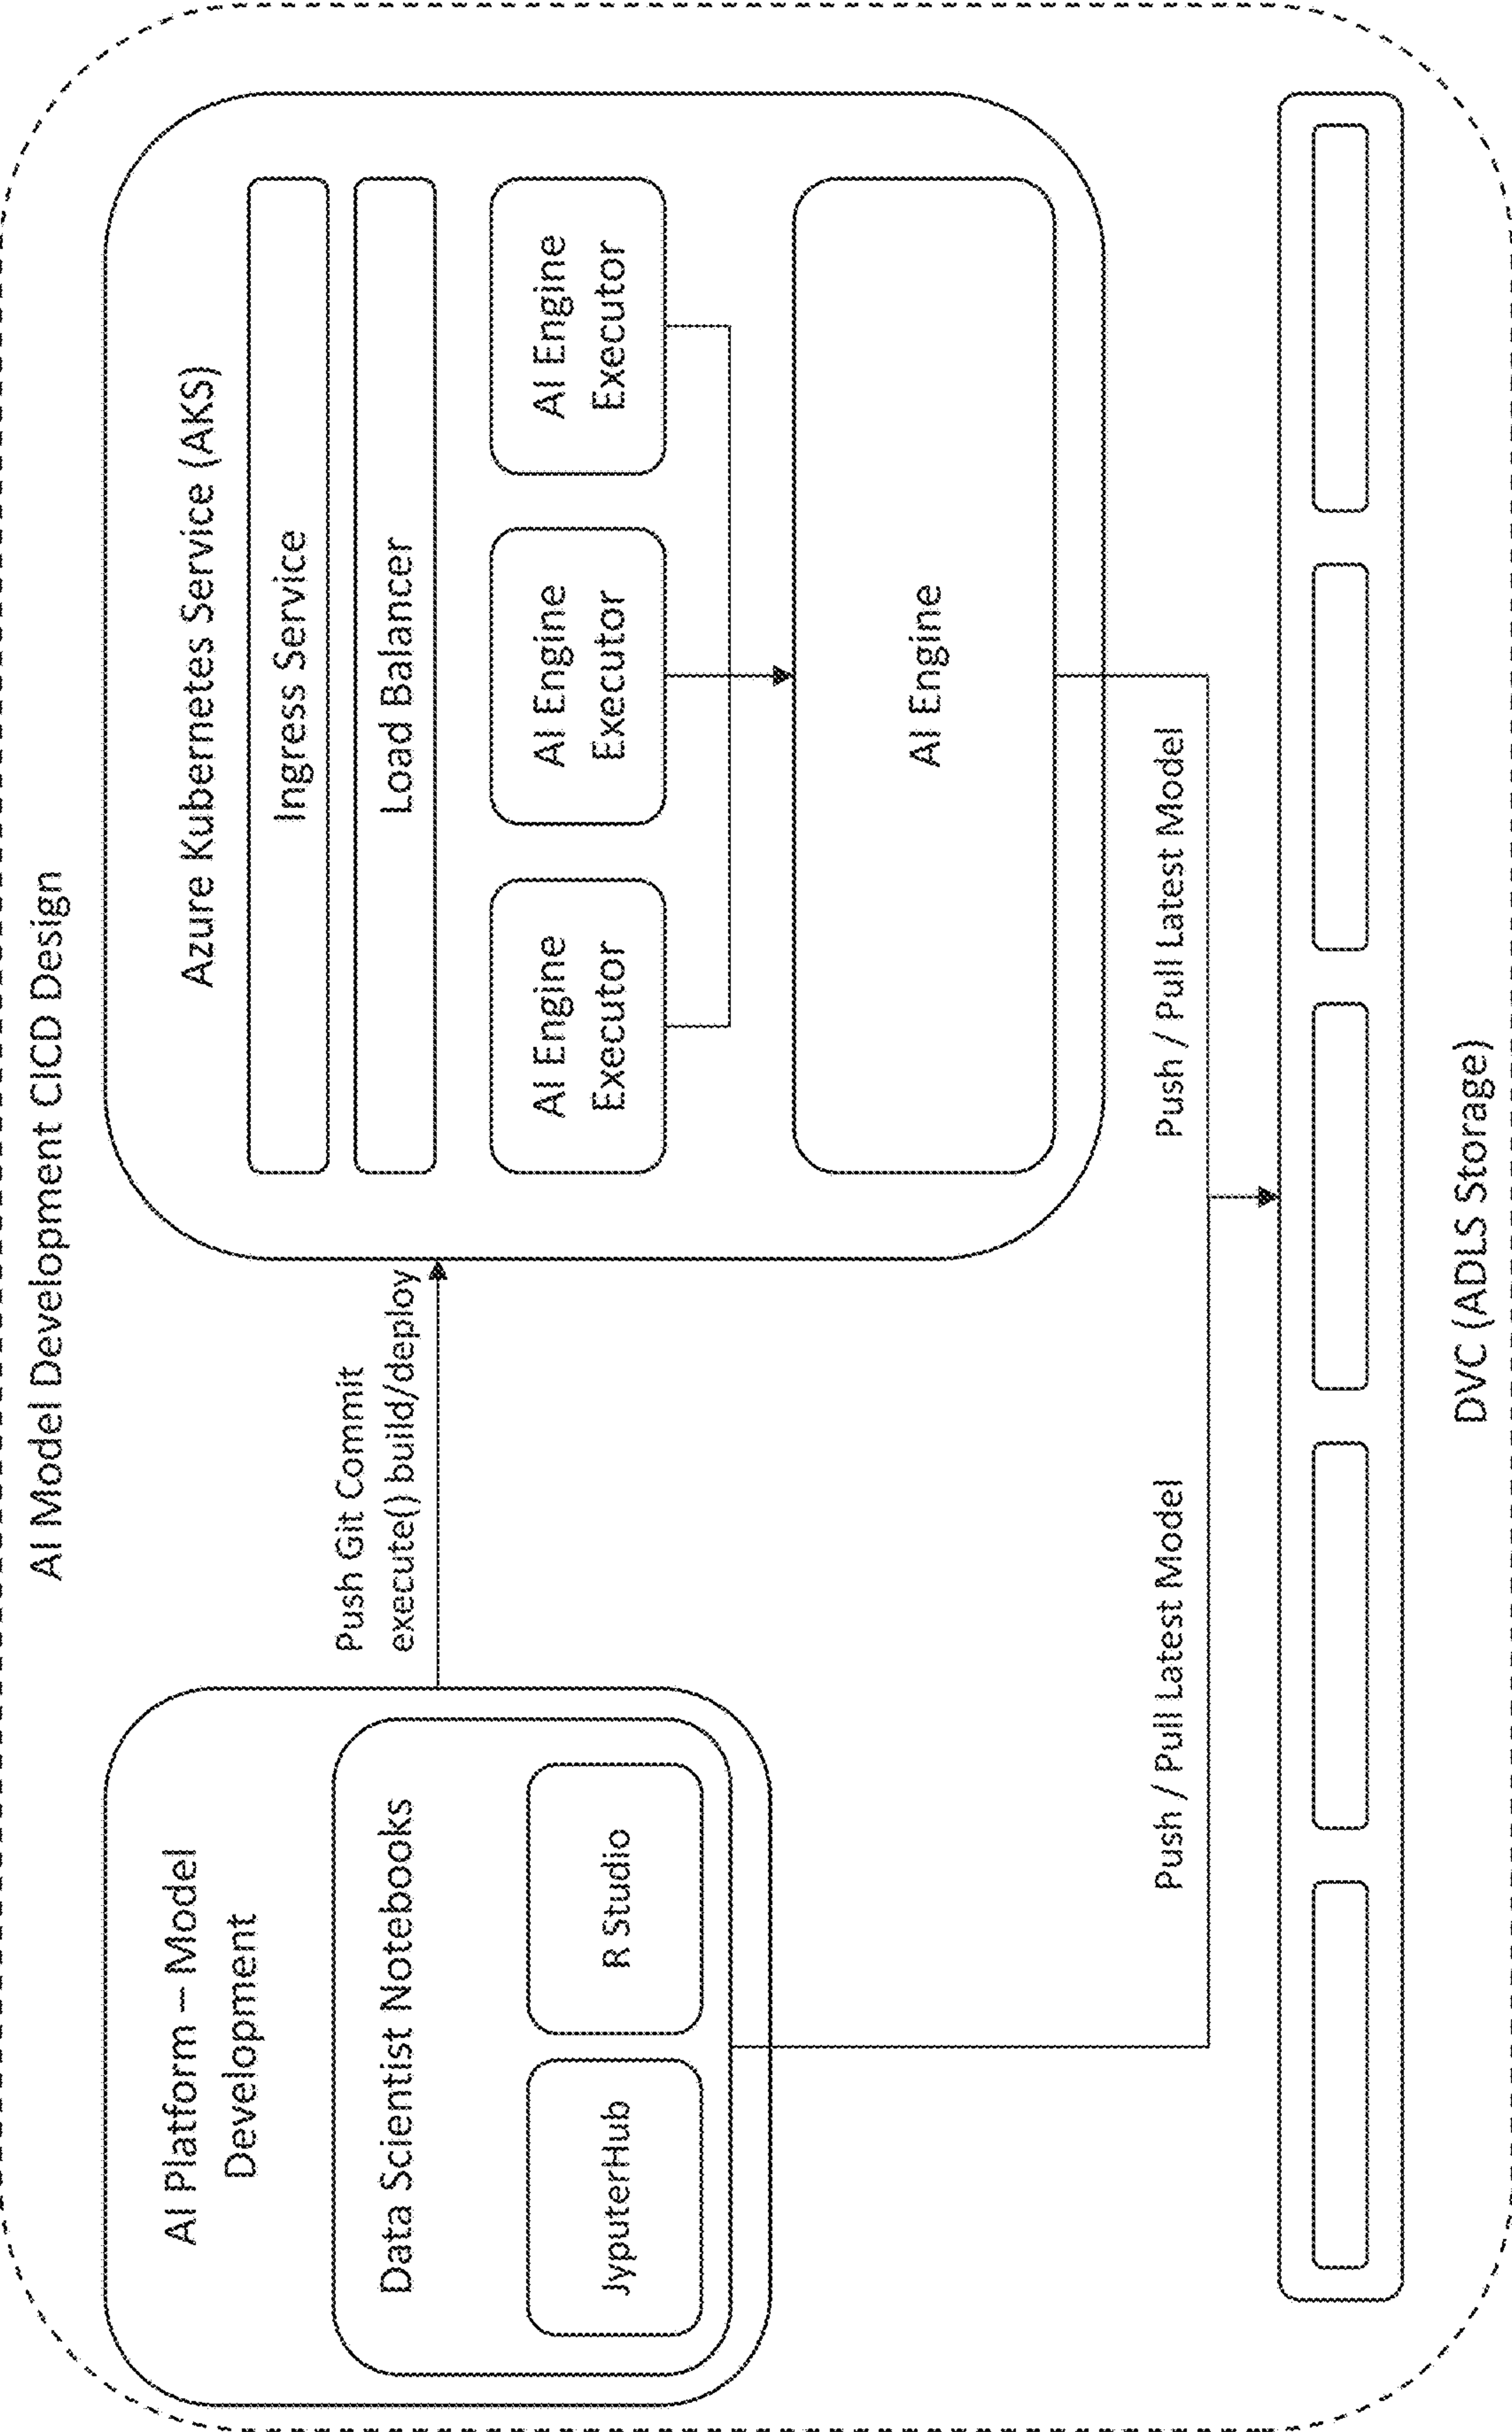 AI Model Development CICD Design
AI Platform – Model
Development
Data Scientist Notebooks
JyputerHub
R Studio
Push Git Commit
execute() build/deploy
Azure Kubernetes Service (AKS)
Ingress Service
Load Balancer
AI Engine
Executor
AI Engine
Executor
AI Engine
Executor
AI Engine
Push / Pull Latest Model
Push / Pull Latest Model
DVC (ADLS Storage)